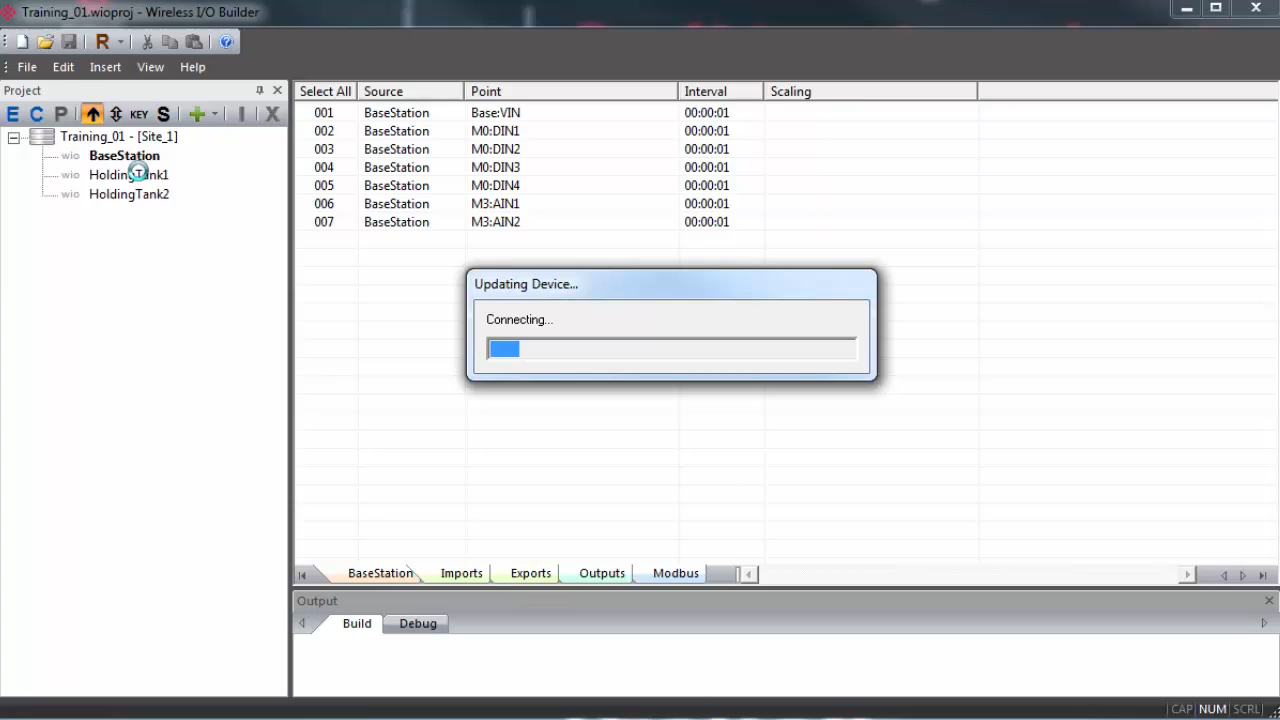 Training_01.wioproj - Wireless I/O Builder
R
File Edit Insert View Help
Project
E C P KEY S I X
Training_01 - [Site_1]
wio BaseStation
wio HoldingTank1
wio HoldingTank2
Select All Source Point Interval Scaling
001 BaseStation Base:VIN 00:00:01
002 BaseStation M0:DIN1 00:00:01
003 BaseStation M0:DIN2 00:00:01
004 BaseStation M0:DIN3 00:00:01
005 BaseStation M0:DIN4 00:00:01
006 BaseStation M3:AIN1 00:00:01
007 BaseStation M3:AIN2 00:00:01
Updating Device...
Connecting...
BaseStation Imports Exports Outputs Modbus
Output
Build Debug
CAP NUM SCRL